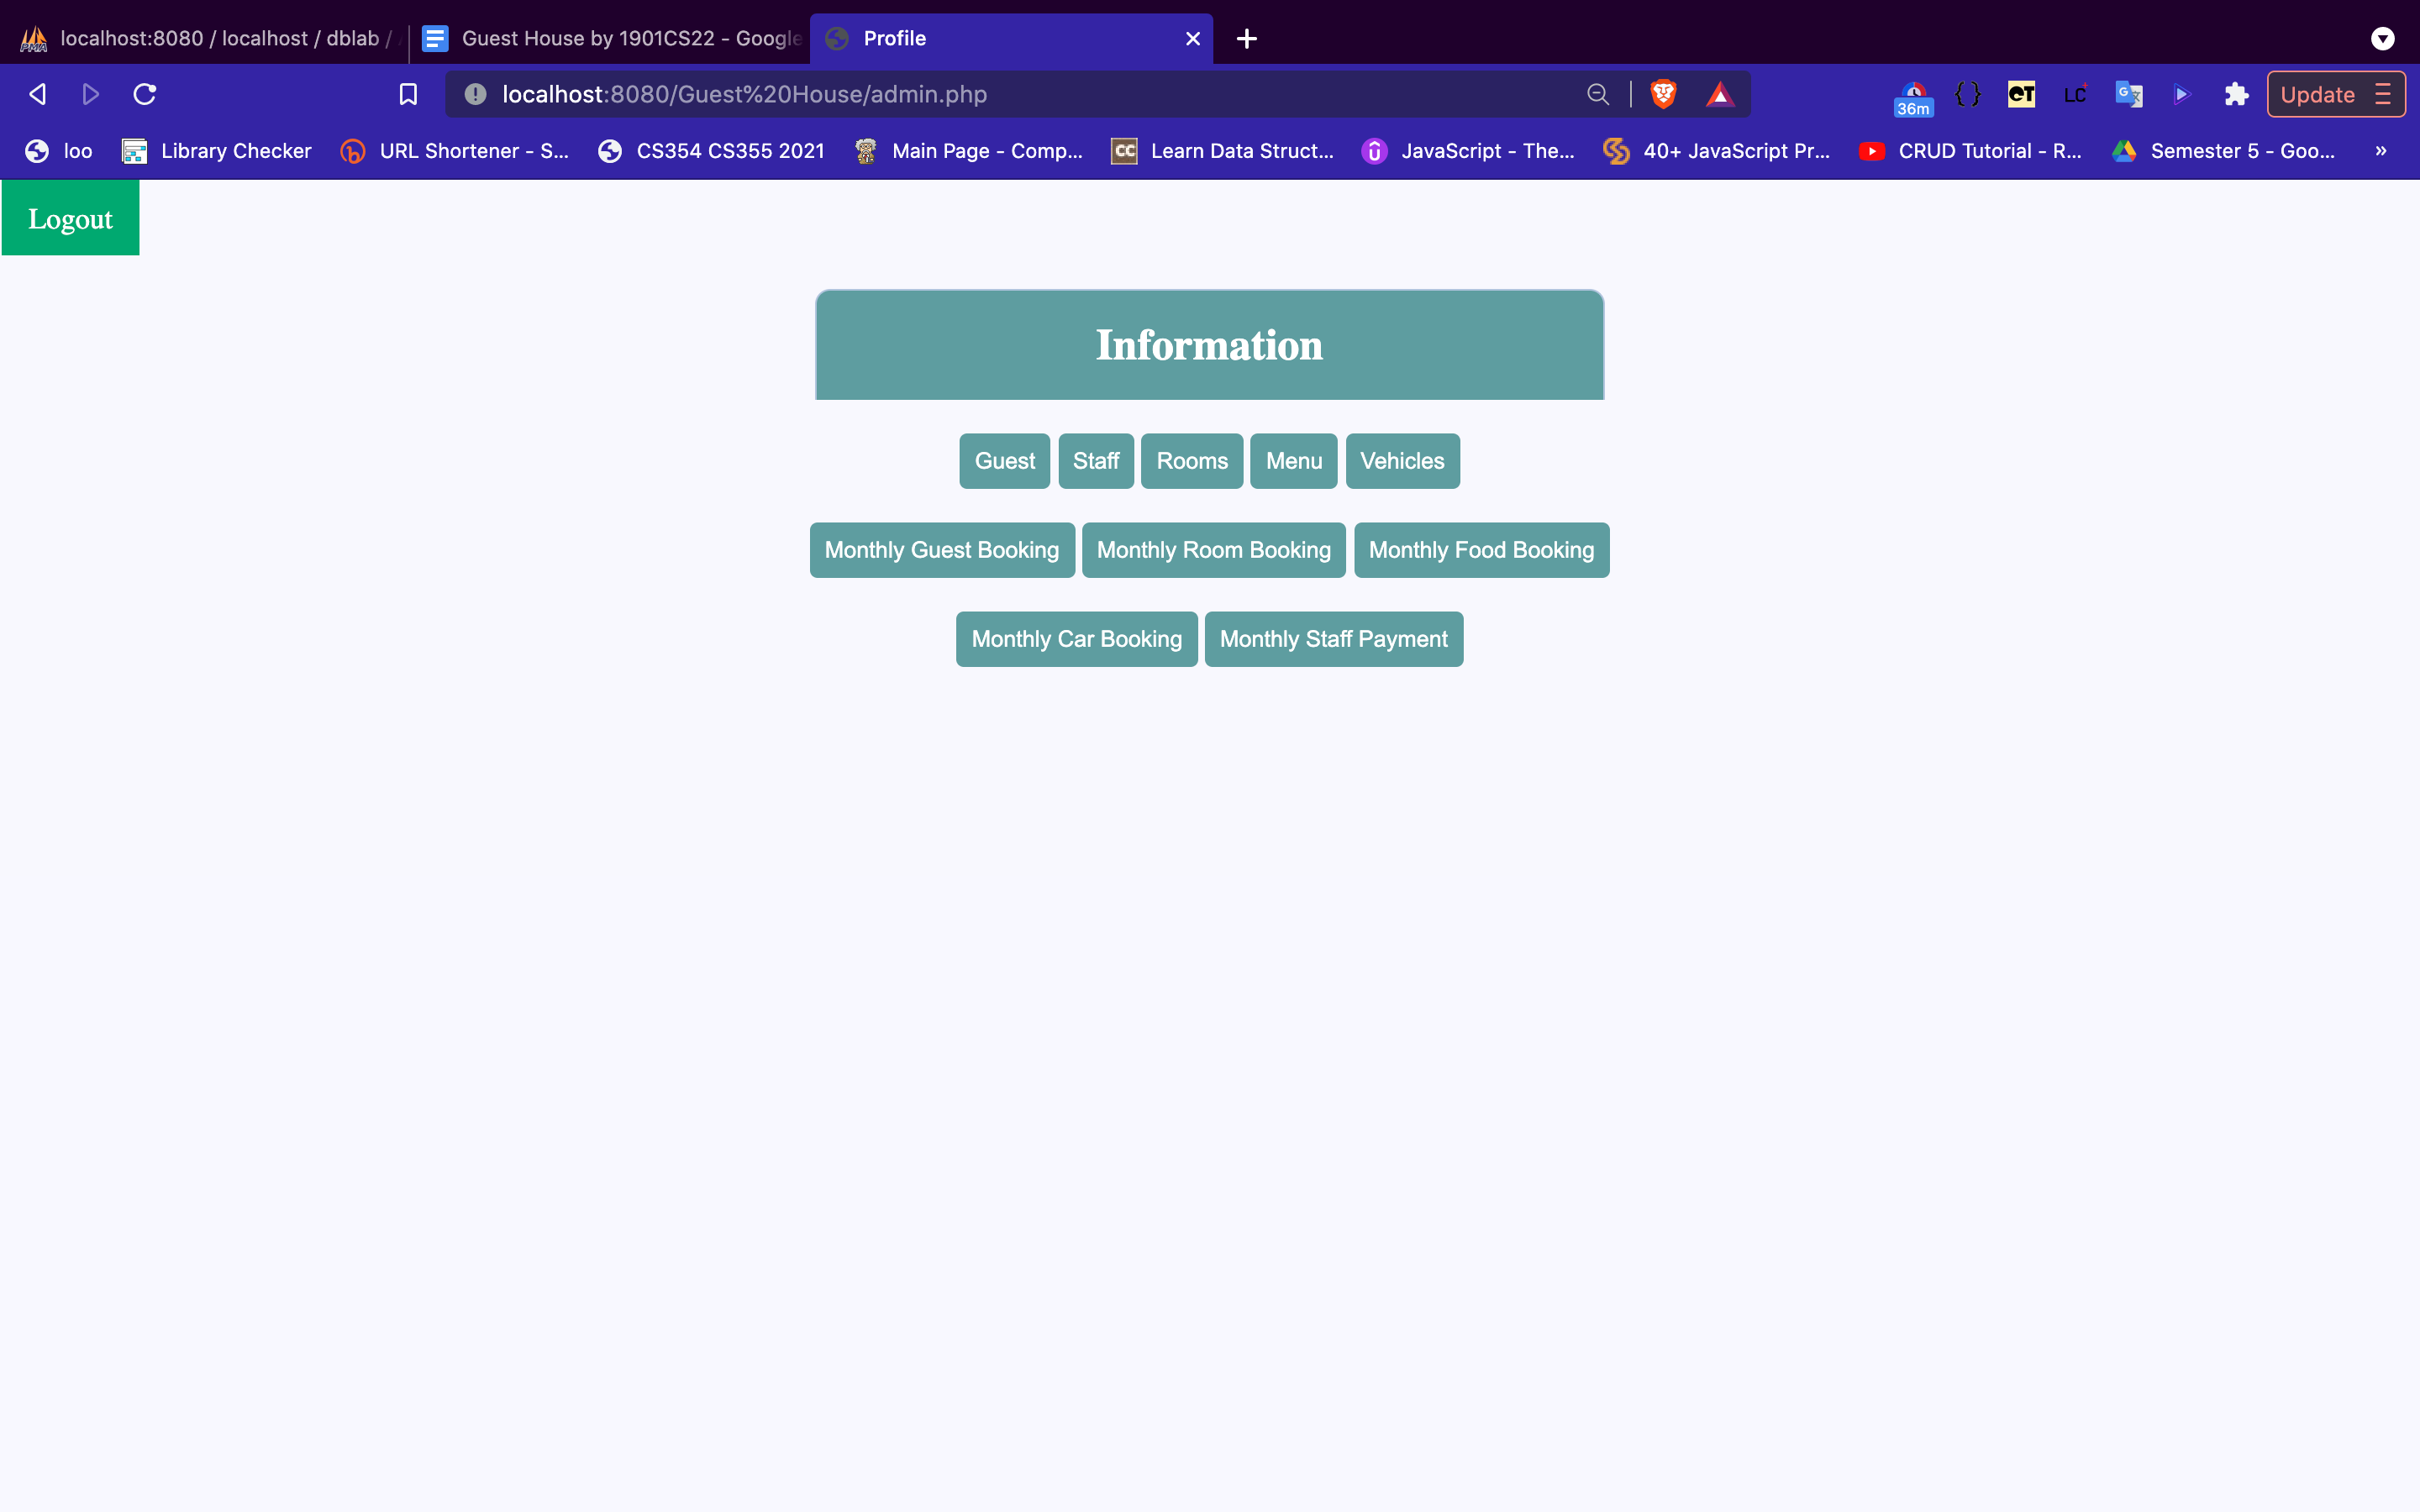 localhost:8080 / localhost / dblab /
Guest House by 1901CS22 - Google
Profile
localhost:8080/Guest%20House/admin.php
36m
LC
Update
loo
Library Checker
URL Shortener - S...
CS354 CS355 2021
Main Page - Comp...
CC
Learn Data Struct...
JavaScript - The...
40+ JavaScript Pr...
CRUD Tutorial - R...
Semester 5 - Goo...
»
Logout
Information
Guest Staff Rooms Menu Vehicles
Monthly Guest Booking Monthly Room Booking Monthly Food Booking
Monthly Car Booking Monthly Staff Payment